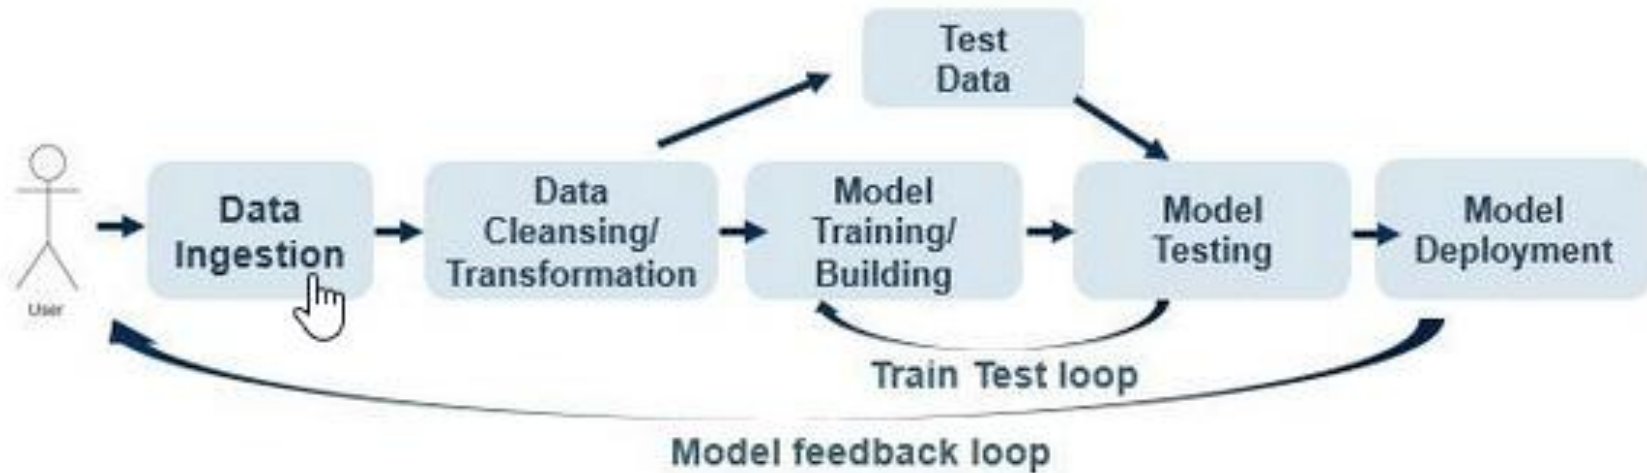 Test
Data
User
Data
Ingestion
Data
Cleansing/
Transformation
Model
Training/
Building
Model
Testing
Model
Deployment
Train Test loop
Model feedback loop